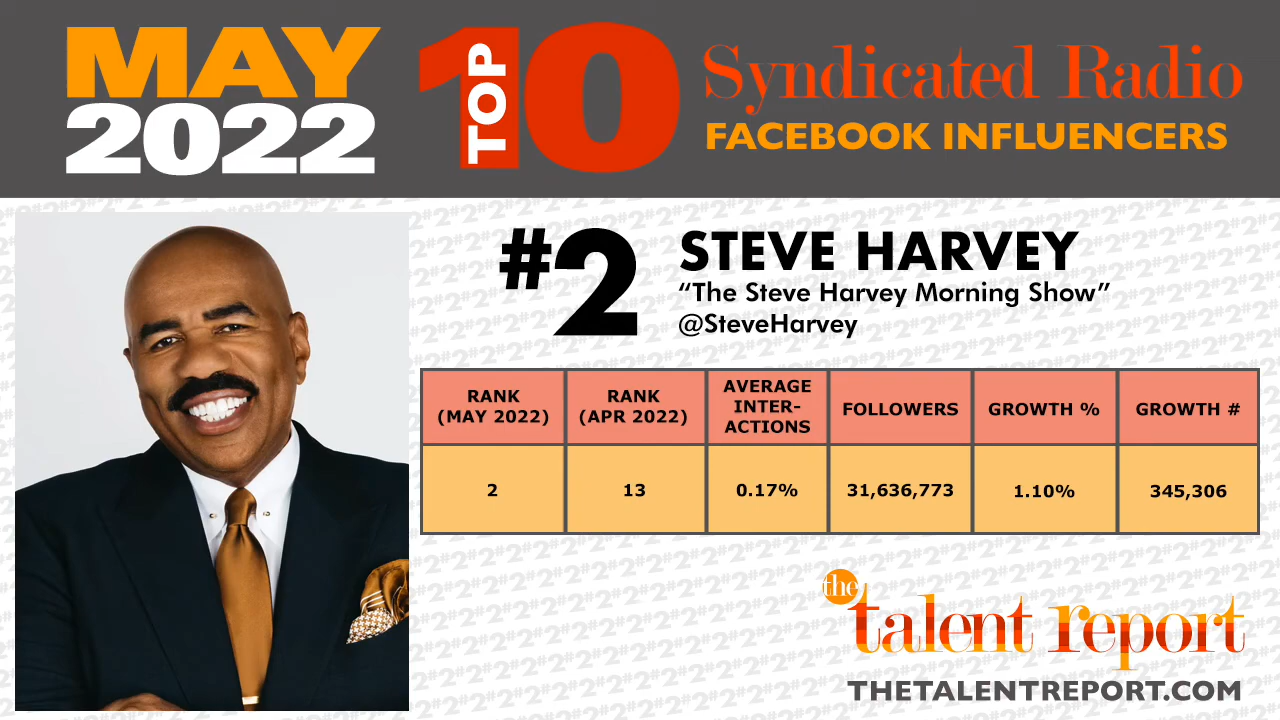 MAY
2022
TOP 10
Syndicated Radio
FACEBOOK INFLUENCERS
#2
STEVE HARVEY
“The Steve Harvey Morning Show”
@SteveHarvey
RANK
(MAY 2022)
RANK
(APR 2022)
AVERAGE
INTER-
ACTIONS
FOLLOWERS
GROWTH %
GROWTH #
2
13
0.17%
31,636,773
1.10%
345,306
the
talent report
THETALENTREPORT.COM